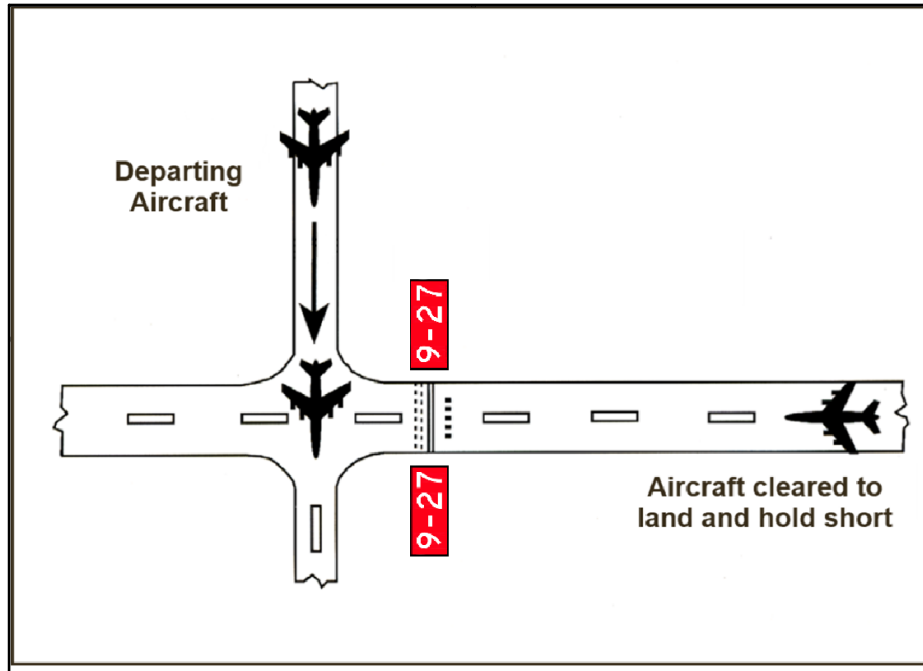 Departing
Aircraft
9-27
9-27
Aircraft cleared to
land and hold short